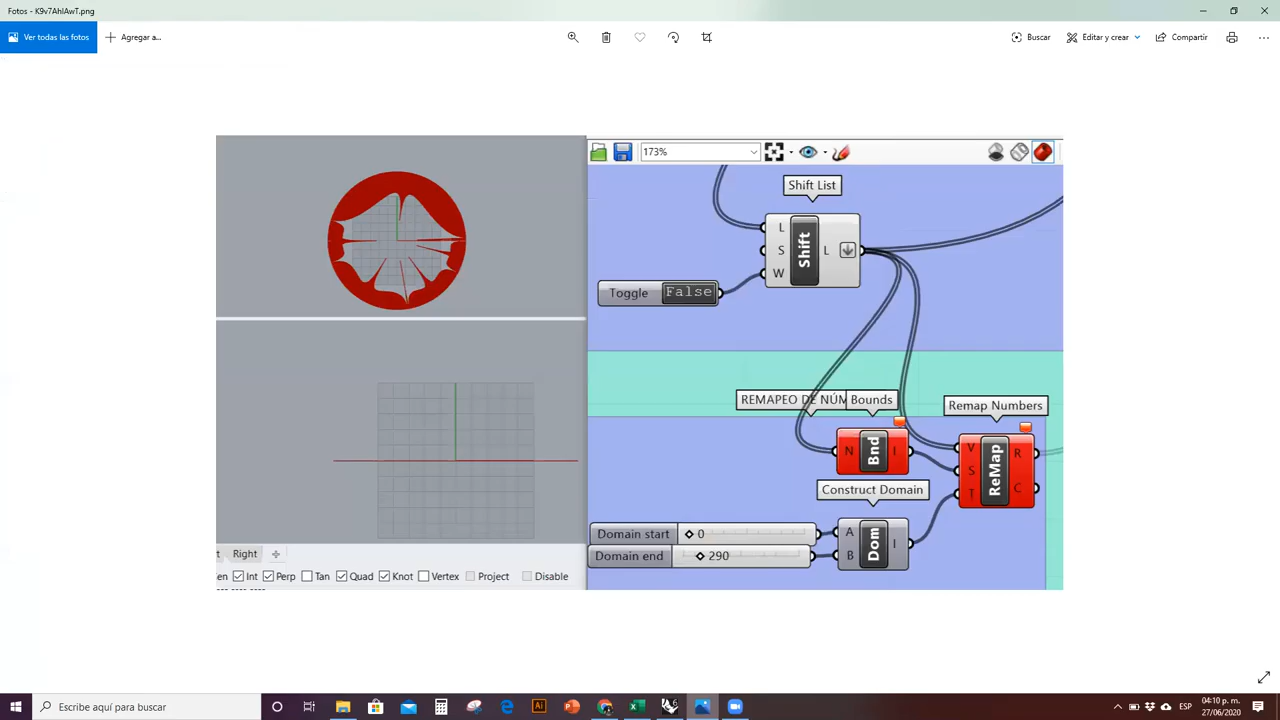 Fotos - K9v7AhIAwT.png
Ver todas las fotos
Agregar a...
Buscar
Editar y crear
Compartir
173%
Shift List
L
S
W
Shift
L
Toggle
False
REMAPEO DE NÚM
Bounds
Remap Numbers
N
Bnd
I
V
S
T
ReMap
R
C
Construct Domain
Domain start
0
Domain end
290
A
B
Dom
I
t
Right
en
Int
Perp
Tan
Quad
Knot
Vertex
Project
Disable
Escribe aquí para buscar
Ai
ESP
04:10 p. m.
27/06/2020